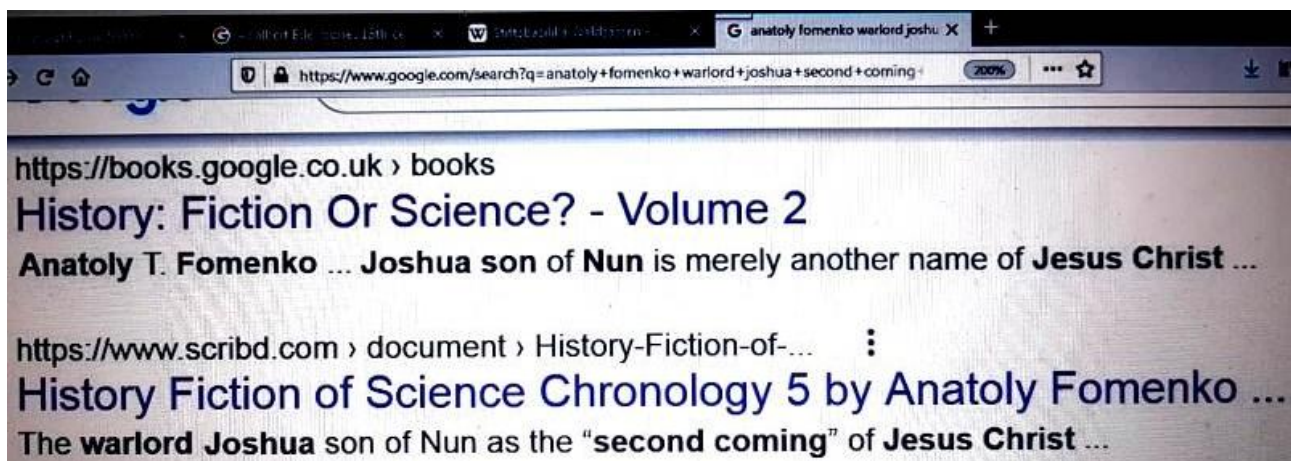 anatoly fomenko warlord joshu
https://www.google.com/search?q=anatoly+fomenko+warlord+joshua+second+coming
200%
https://books.google.co.uk › books
History: Fiction Or Science? - Volume 2
Anatoly T. Fomenko ... Joshua son of Nun is merely another name of Jesus Christ ...
https://www.scribd.com › document › History-Fiction-of-...
History Fiction of Science Chronology 5 by Anatoly Fomenko ...
The warlord Joshua son of Nun as the “second coming” of Jesus Christ ...